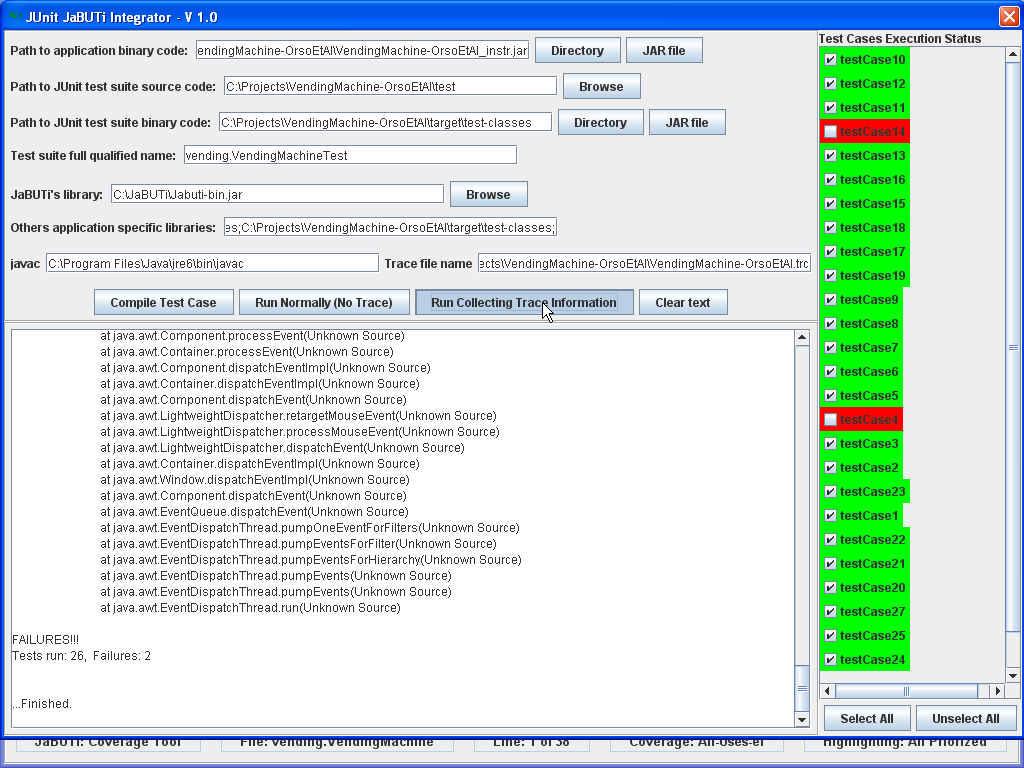 JUnit JaBUTi Integrator - V 1.0
Path to application binary code: endingMachine-OrsoEtAl\VendingMachine-OrsoEtAl_instr.jar Directory JAR file
Path to JUnit test suite source code: C:\Projects\VendingMachine-OrsoEtAl\test Browse
Path to JUnit test suite binary code: C:\Projects\VendingMachine-OrsoEtAl\target\test-classes Directory JAR file
Test suite full qualified name: vending.VendingMachineTest
JaBUTi's library: C:\JaBUTi\Jabuti-bin.jar Browse
Others application specific libraries: es;C:\Projects\VendingMachine-OrsoEtAl\target\test-classes;
javac C:\Program Files\Java\jre6\bin\javac Trace file name ects\VendingMachine-OrsoEtAl\VendingMachine-OrsoEtAl.trc
Compile Test Case Run Normally (No Trace) Run Collecting Trace Information Clear text
at java.awt.Component.processEvent(Unknown Source)
at java.awt.Container.processEvent(Unknown Source)
at java.awt.Component.dispatchEventImpl(Unknown Source)
at java.awt.Container.dispatchEventImpl(Unknown Source)
at java.awt.Component.dispatchEvent(Unknown Source)
at java.awt.LightweightDispatcher.retargetMouseEvent(Unknown Source)
at java.awt.LightweightDispatcher.processMouseEvent(Unknown Source)
at java.awt.LightweightDispatcher.dispatchEvent(Unknown Source)
at java.awt.Container.dispatchEventImpl(Unknown Source)
at java.awt.Window.dispatchEventImpl(Unknown Source)
at java.awt.Component.dispatchEvent(Unknown Source)
at java.awt.EventQueue.dispatchEvent(Unknown Source)
at java.awt.EventDispatchThread.pumpOneEventForFilters(Unknown Source)
at java.awt.EventDispatchThread.pumpEventsForFilter(Unknown Source)
at java.awt.EventDispatchThread.pumpEventsForHierarchy(Unknown Source)
at java.awt.EventDispatchThread.pumpEvents(Unknown Source)
at java.awt.EventDispatchThread.pumpEvents(Unknown Source)
at java.awt.EventDispatchThread.run(Unknown Source)
FAILURES!!!
Tests run: 26,  Failures: 2
...Finished.
Test Cases Execution Status
testCase10
testCase12
testCase11
testCase14
testCase13
testCase16
testCase15
testCase18
testCase17
testCase19
testCase9
testCase8
testCase7
testCase6
testCase5
testCase4
testCase3
testCase2
testCase23
testCase1
testCase22
testCase21
testCase20
testCase27
testCase25
testCase24
Select All Unselect All
JaBUTi: Coverage Tool File: vending.VendingMachine Line: 1 of 38 Coverage: All-Uses-ei Highlighting: All Priorized